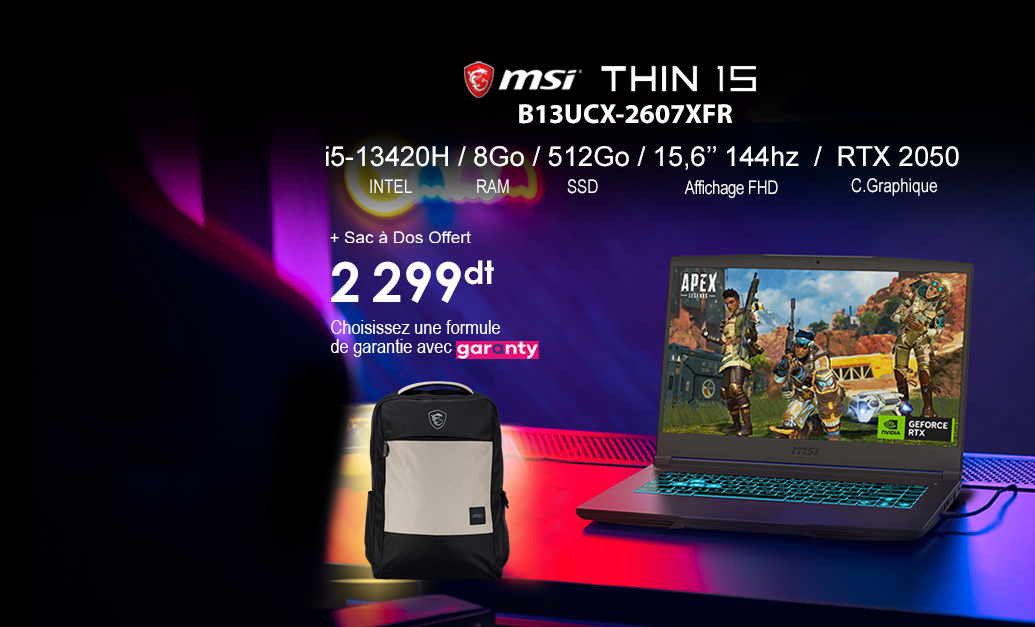 msi THIN 15
B13UCX-2607XFR
i5-13420H / 8Go / 512Go / 15,6’’ 144hz / RTX 2050
INTEL RAM SSD Affichage FHD C.Graphique
+ Sac à Dos Offert
2 299dt
Choisissez une formule
de garantie avec garanty
APEX
LEGENDS
NVIDIA GEFORCE RTX
msi
msi